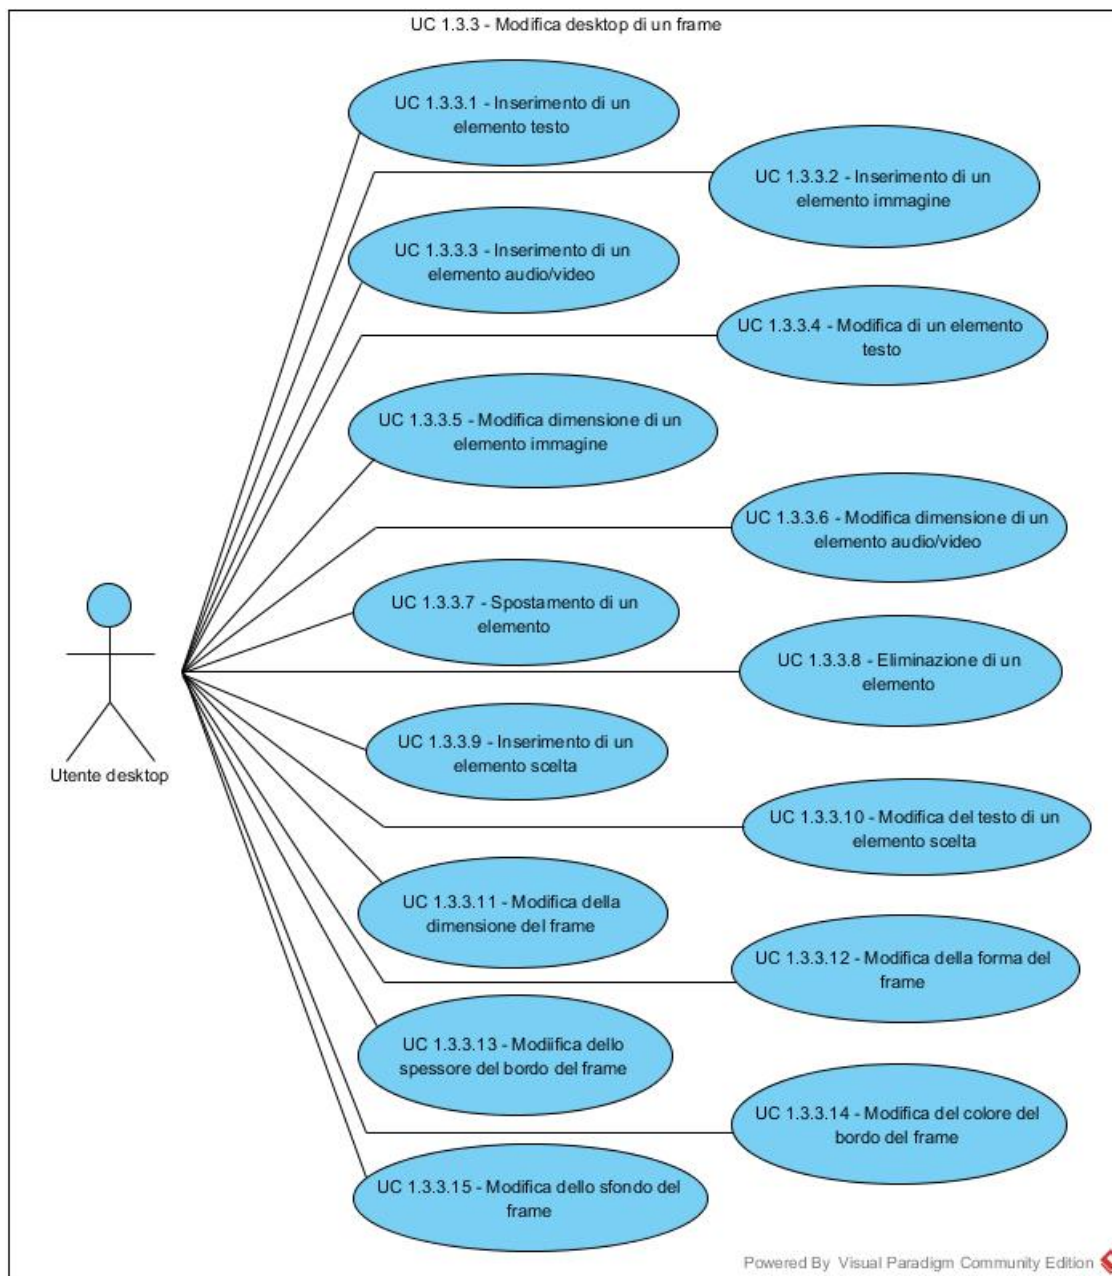 UC 1.3.3 - Modifica desktop di un frame
UC 1.3.3.1 - Inserimento di un
elemento testo
UC 1.3.3.2 - Inserimento di un
elemento immagine
UC 1.3.3.3 - Inserimento di un
elemento audio/video
UC 1.3.3.4 - Modifica di un elemento
testo
UC 1.3.3.5 - Modifica dimensione di un
elemento immagine
UC 1.3.3.6 - Modifica dimensione di un
elemento audio/video
UC 1.3.3.7 - Spostamento di un
elemento
UC 1.3.3.8 - Eliminazione di un
elemento
UC 1.3.3.9 - Inserimento di un
elemento scelta
Utente desktop
UC 1.3.3.10 - Modifica del testo di un
elemento scelta
UC 1.3.3.11 - Modifica della
dimensione del frame
UC 1.3.3.12 - Modifica della forma del
frame
UC 1.3.3.13 - Modiifica dello
spessore del bordo del frame
UC 1.3.3.14 - Modifica del colore del
bordo del frame
UC 1.3.3.15 - Modifica dello sfondo del
frame
Powered By Visual Paradigm Community Edition